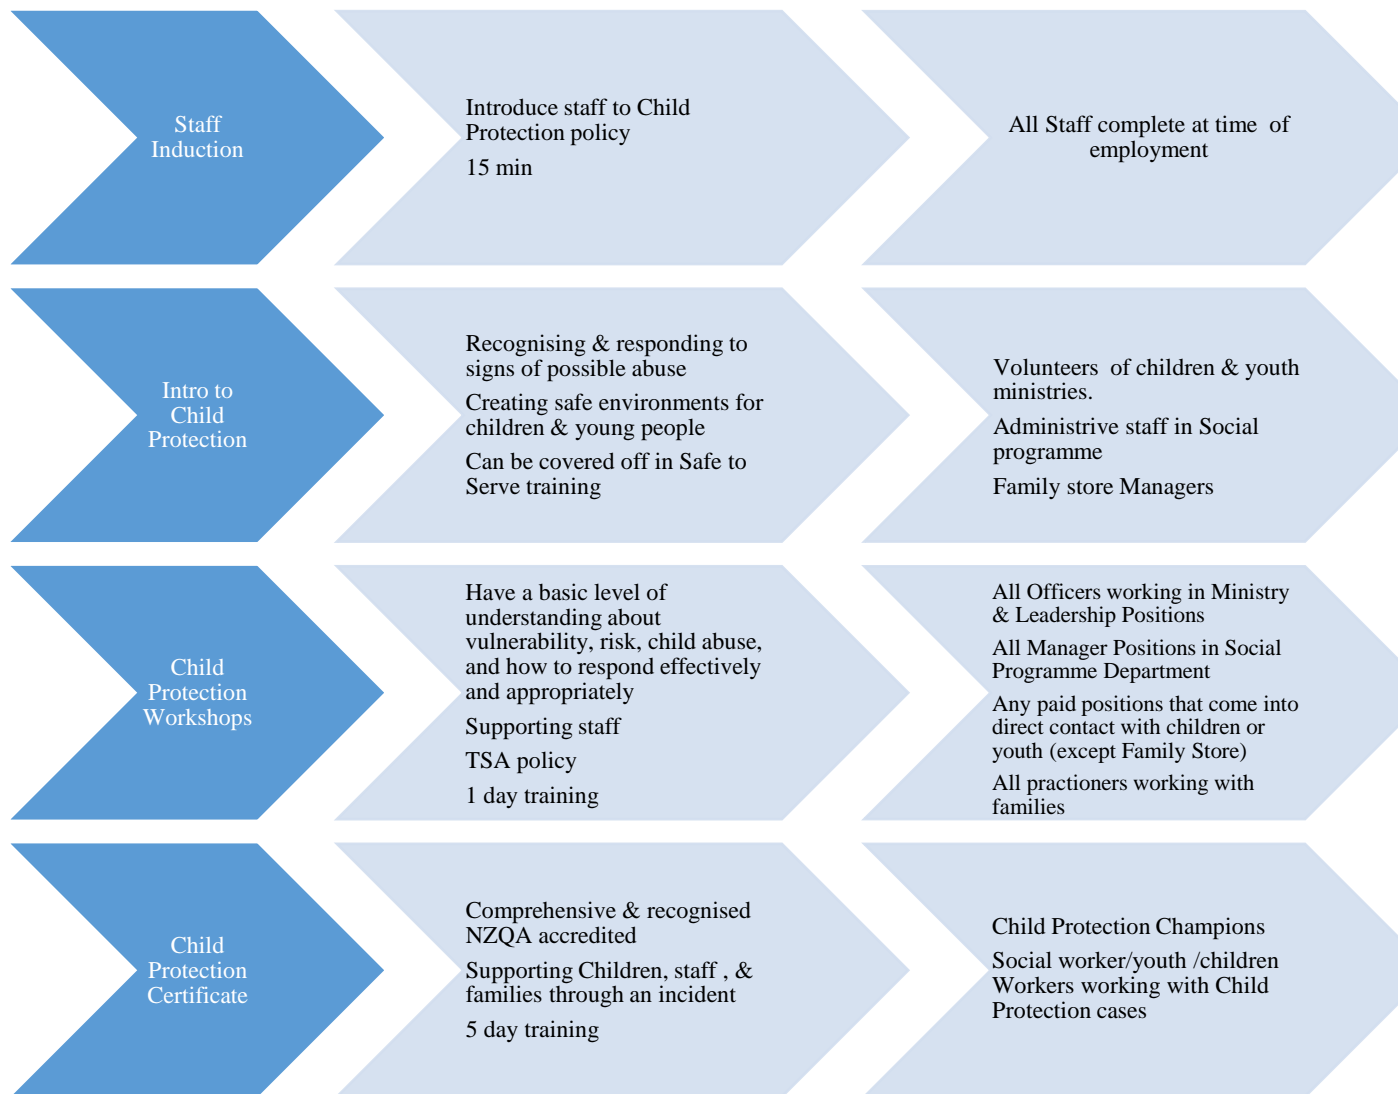 Staff
Induction
Introduce staff to Child
Protection policy
15 min
All Staff complete at time  of
employment
Intro to
Child
Protection
Recognising & responding to
signs of possible abuse
Creating safe environments for
children & young people
Can be covered off in Safe to
Serve training
Volunteers  of children & youth
ministries.
Administrive staff in Social
programme
Family store Managers
Child
Protection
Workshops
Have a basic level of
understanding about
vulnerability, risk, child abuse,
and how to respond effectively
and appropriately
Supporting staff
TSA policy
1 day training
All Officers working in Ministry
& Leadership Positions
All Manager Positions in Social
Programme Department
Any paid positions that come into
direct contact with children or
youth (except Family Store)
All practioners working with
families
Child
Protection
Certificate
Comprehensive & recognised
NZQA accredited
Supporting Children, staff , &
families through an incident
5 day training
Child Protection Champions
Social worker/youth /children
Workers working with Child
Protection cases